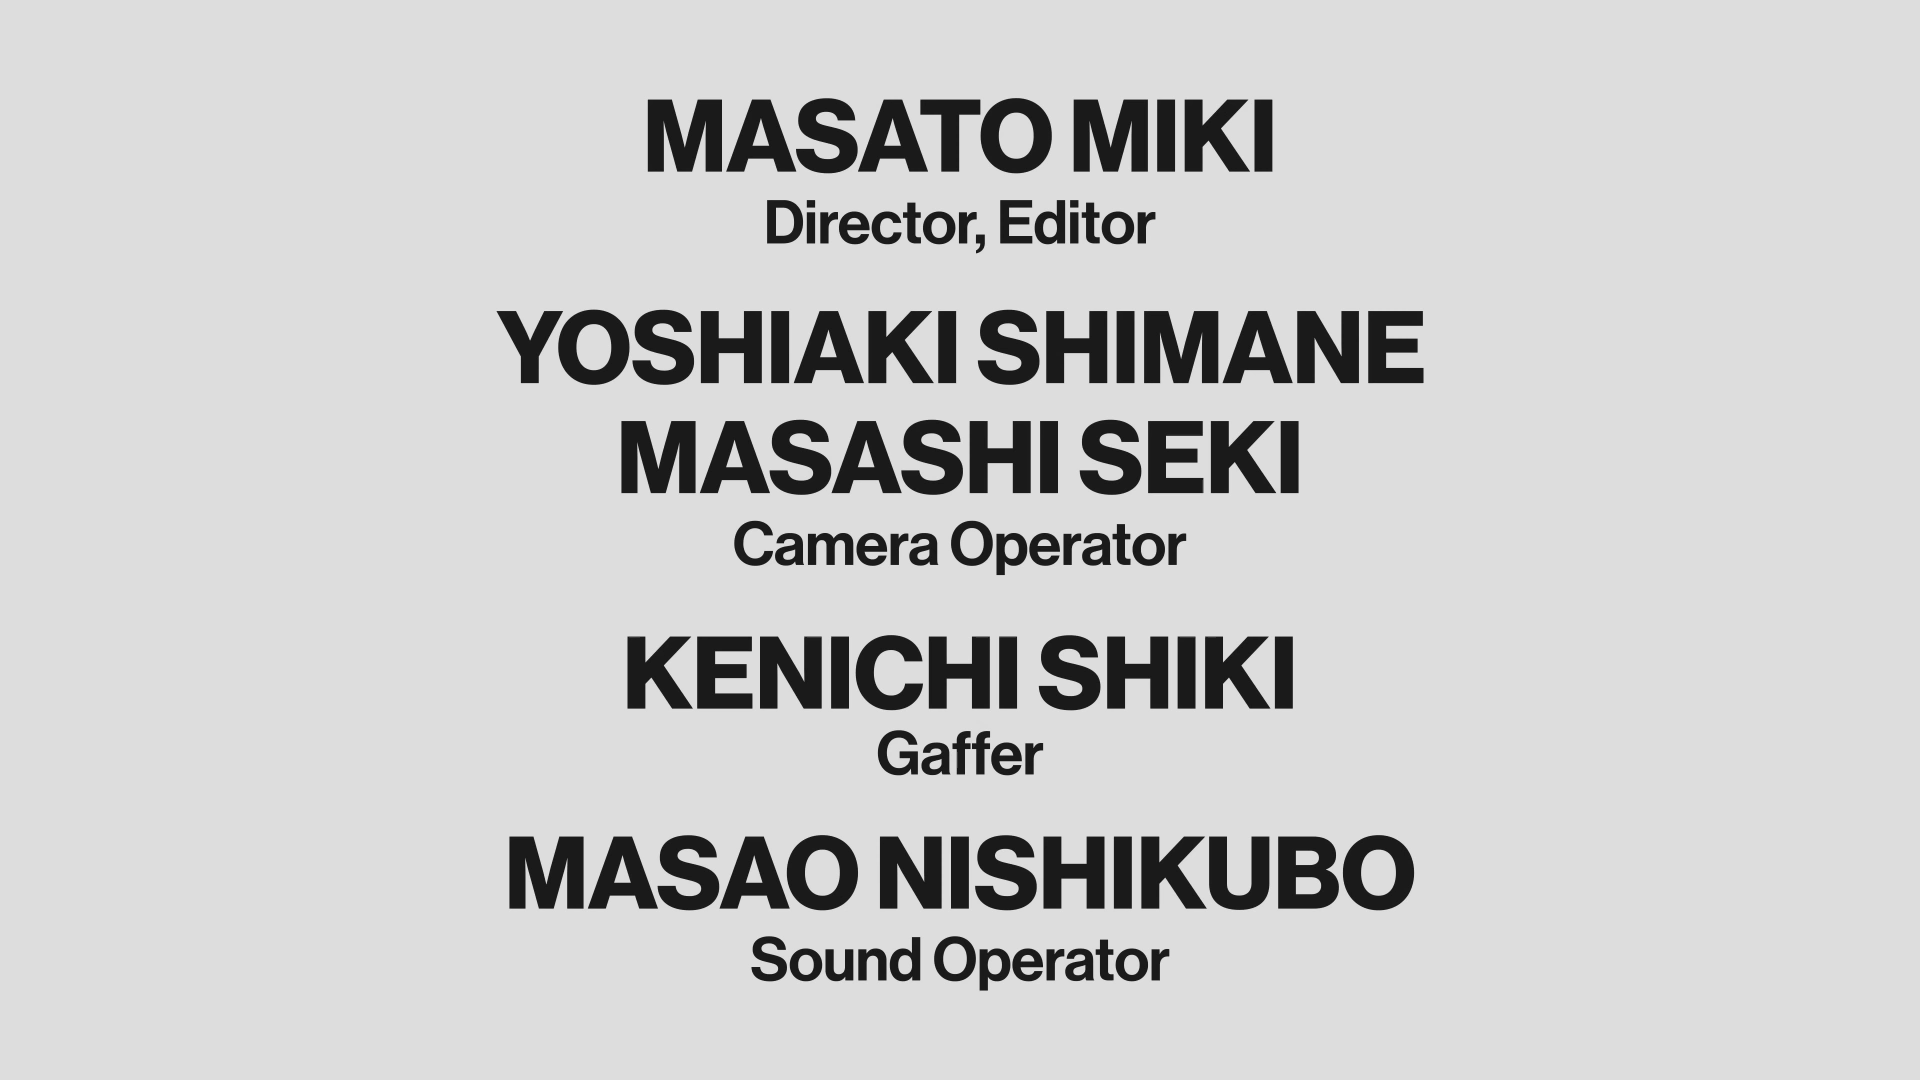 MASATO MIKI
Director, Editor
YOSHIAKI SHIMANE
MASASHI SEKI
Camera Operator
KENICHI SHIKI
Gaffer
MASAO NISHIKUBO
Sound Operator